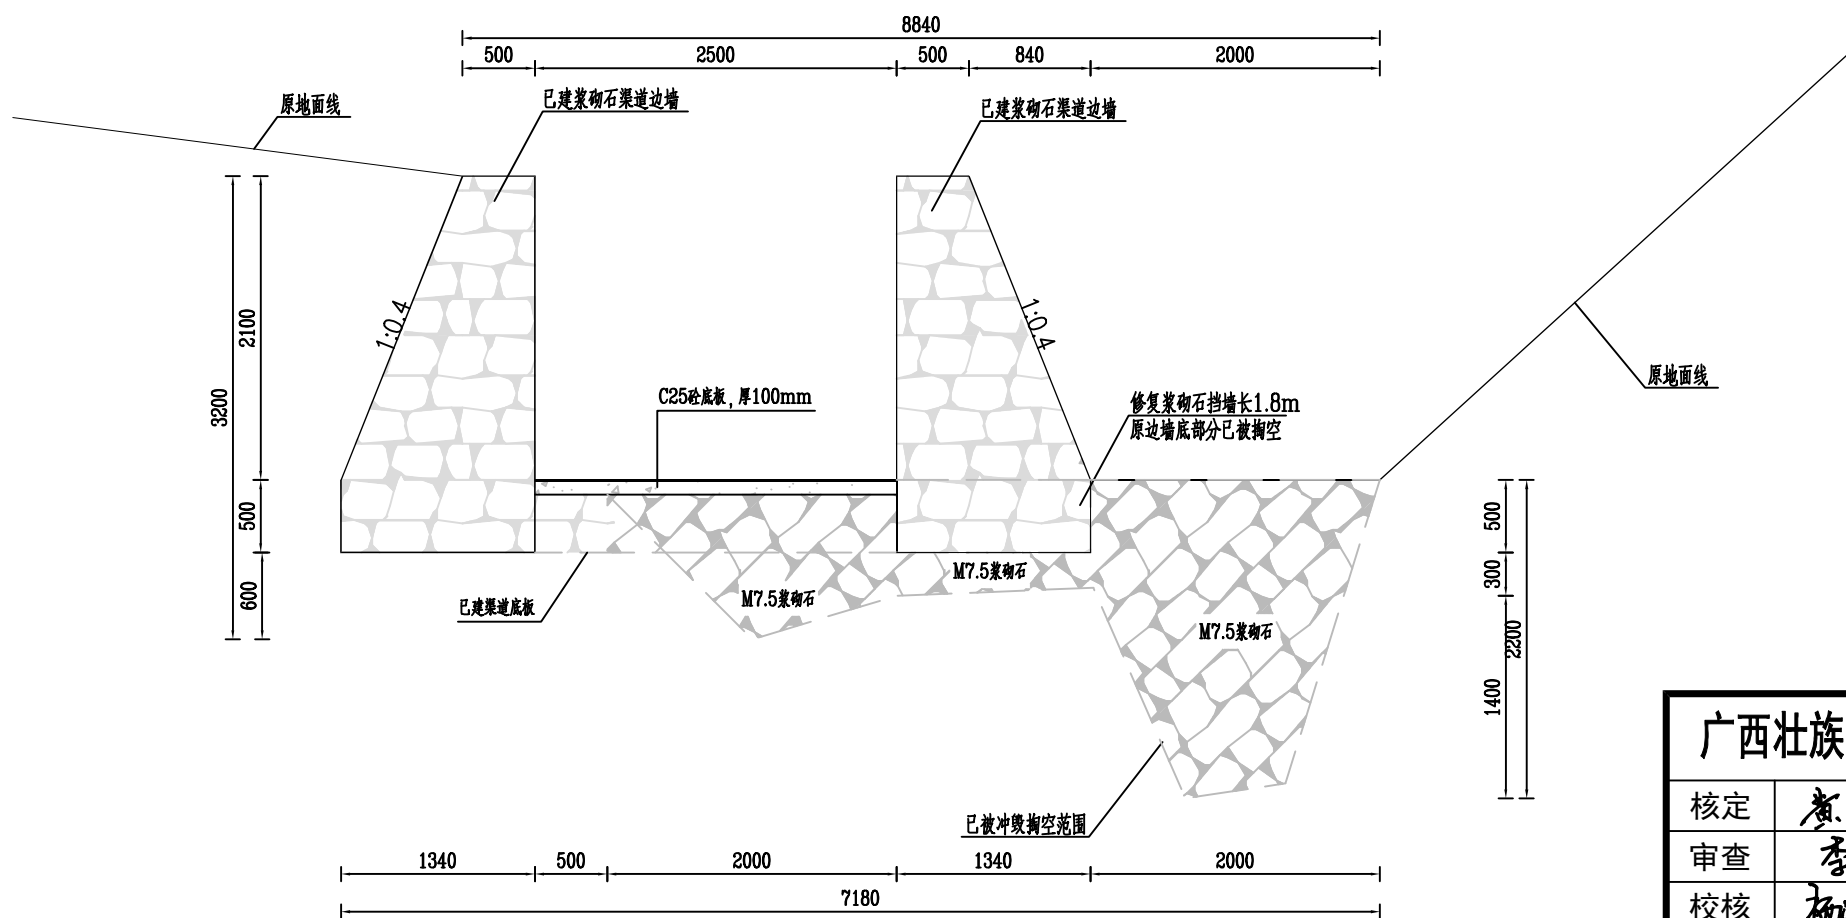 8840
500
2500
500
840
2000
原地面线
已建浆砌石渠道边墙
已建浆砌石渠道边墙
1:0.4
1:0.4
2100
3200
500
600
C25砼底板，厚100mm
修复浆砌石挡墙长1.8m
原边墙底部分已被掏空
原地面线
500
300
2200
1400
M7.5浆砌石
M7.5浆砌石
M7.5浆砌石
已建渠道底板
已被冲毁掏空范围
1340
500
2000
1340
2000
7180
广西壮族
核定
审查
校核